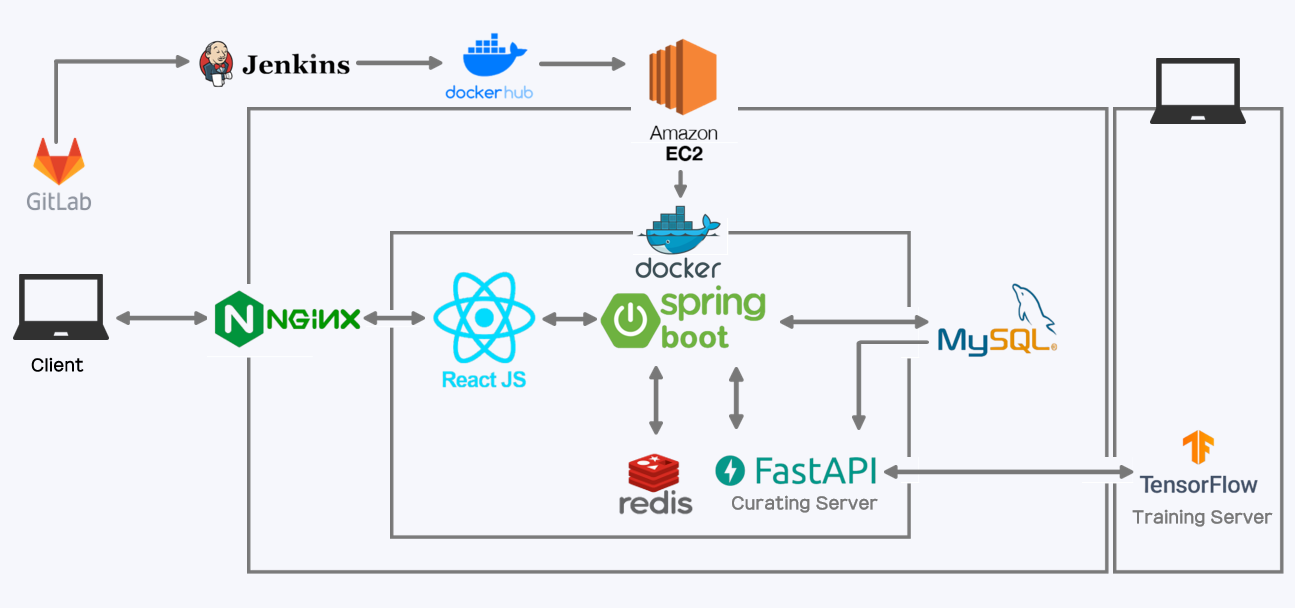 Jenkins
dockerhub
Amazon
EC2
GitLab
docker
Client
NGINX
React JS
spring
boot
MySQL®
redis
FastAPI
Curating Server
TensorFlow
Training Server